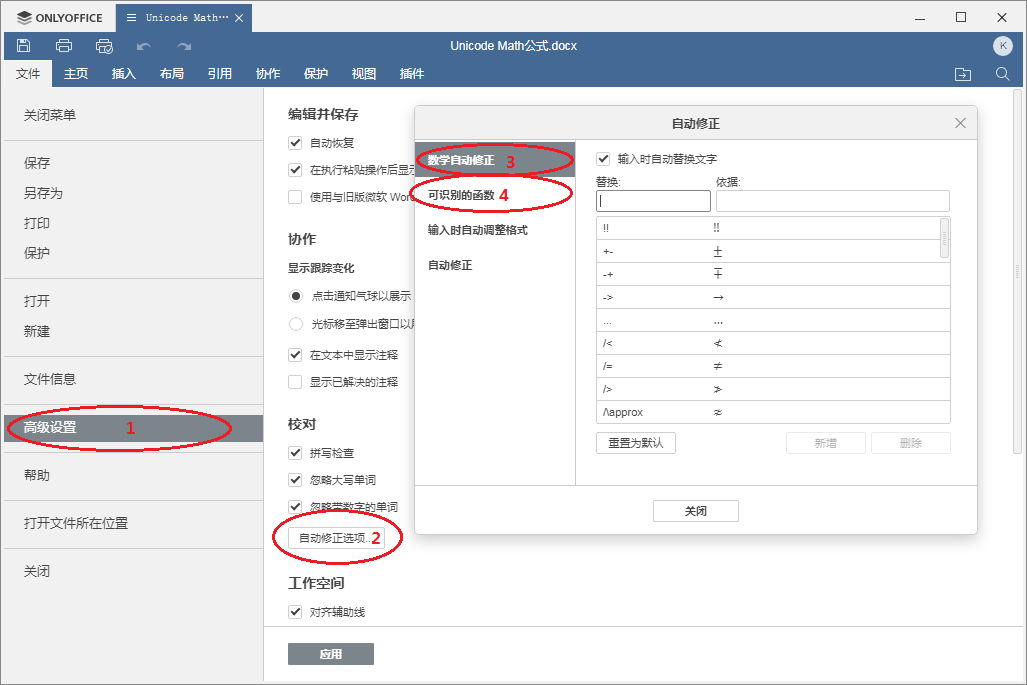 ONLYOFFICE
Unicode Math…
Unicode Math公式.docx
K
文件 主页 插入 布局 引用 协作 保护 视图 插件
关闭菜单
保存
另存为
打印
保护
打开
新建
文件信息
高级设置 1
帮助
打开文件所在位置
关闭
编辑并保存
自动恢复
在执行粘贴操作后显示
使用与旧版微软 Word
协作
显示跟踪变化
点击通知气球以展示
光标移至弹出窗口以
在文本中显示注释
显示已解决的注释
校对
拼写检查
忽略大写单词
忽略带数字的单词
自动修正选项.. 2
工作空间
对齐辅助线
应用
自动修正
数学自动修正 3
可识别的函数 4
输入时自动调整格式
自动修正
输入时自动替换文字
替换: 依据:
!! ‼
+- ±
-+ ∓
-> →
... …
/< ≮
/= ≠
/> ≯
/\approx ≉
重置为默认 新增 删除
关闭